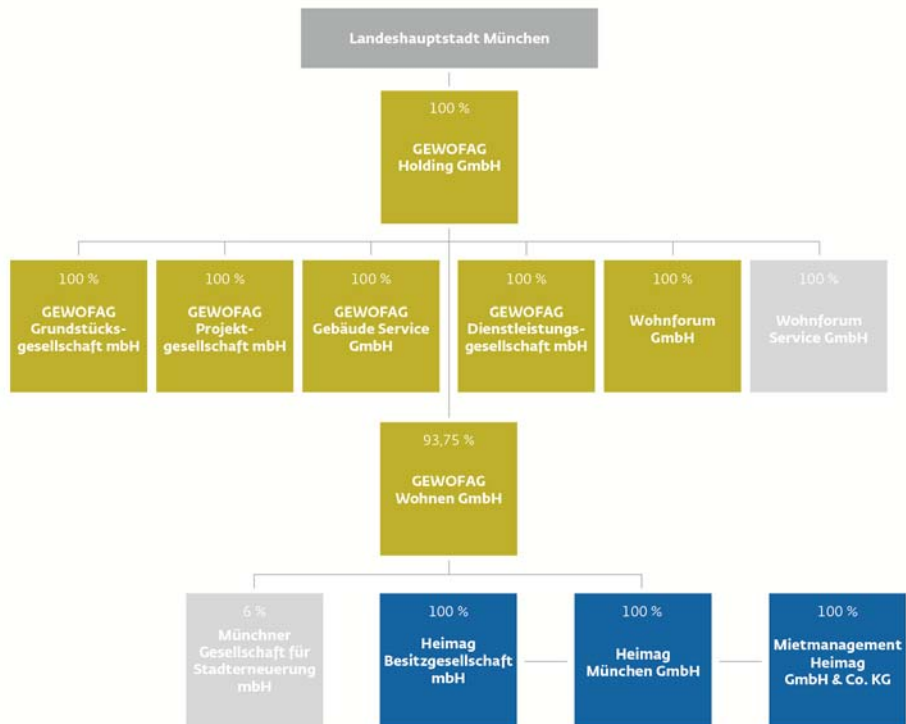 Landeshauptstadt München
100 %
GEWOFAG
Holding GmbH
100 %
GEWOFAG
Grundstücks-
gesellschaft mbH
100 %
GEWOFAG
Projekt-
gesellschaft mbH
100 %
GEWOFAG
Gebäude Service
GmbH
100 %
GEWOFAG
Dienstleistungs-
gesellschaft mbH
100 %
Wohnforum
GmbH
100 %
Wohnforum
Service GmbH
93,75 %
GEWOFAG
Wohnen GmbH
6 %
Münchner
Gesellschaft für
Stadterneuerung
mbH
100 %
Heimag
Besitzgesellschaft
mbH
100 %
Heimag
München GmbH
100 %
Mietmanagement
Heimag
GmbH & Co. KG